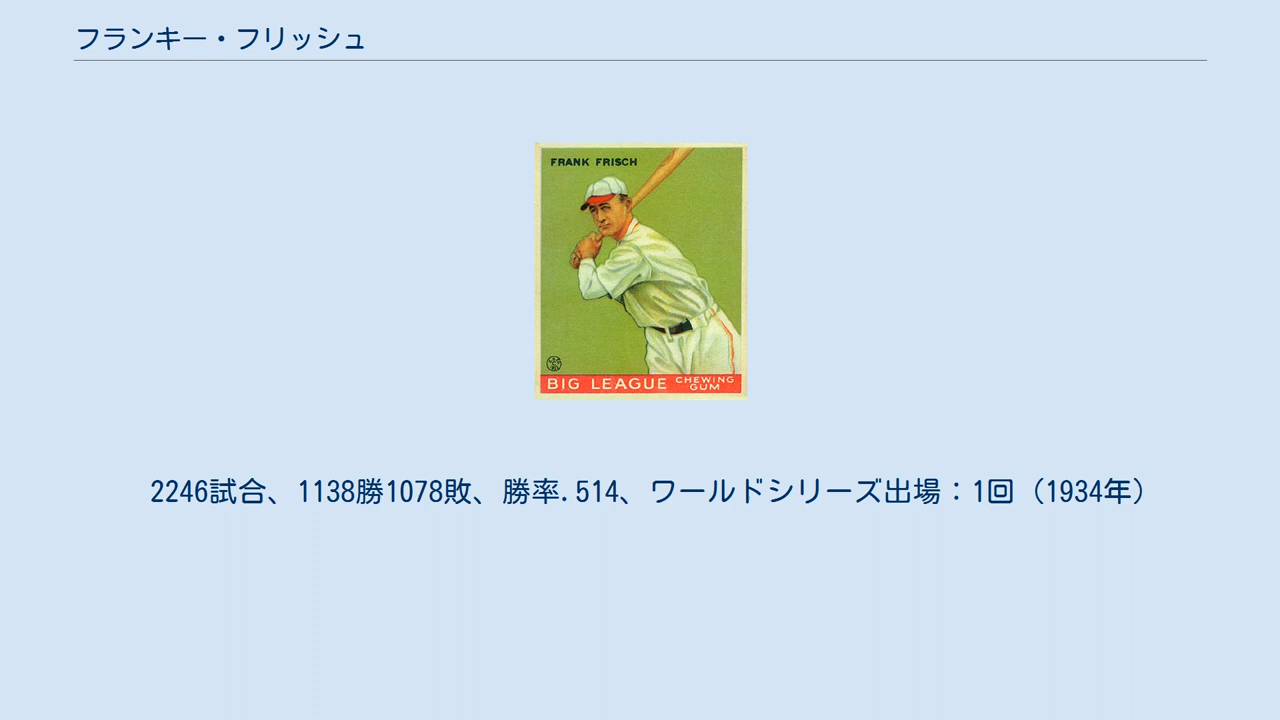 フランキー・フリッシュ
FRANK FRISCH
BIG LEAGUE CHEWING GUM
2246試合、1138勝1078敗、勝率.514、ワールドシリーズ出場：1回（1934年）